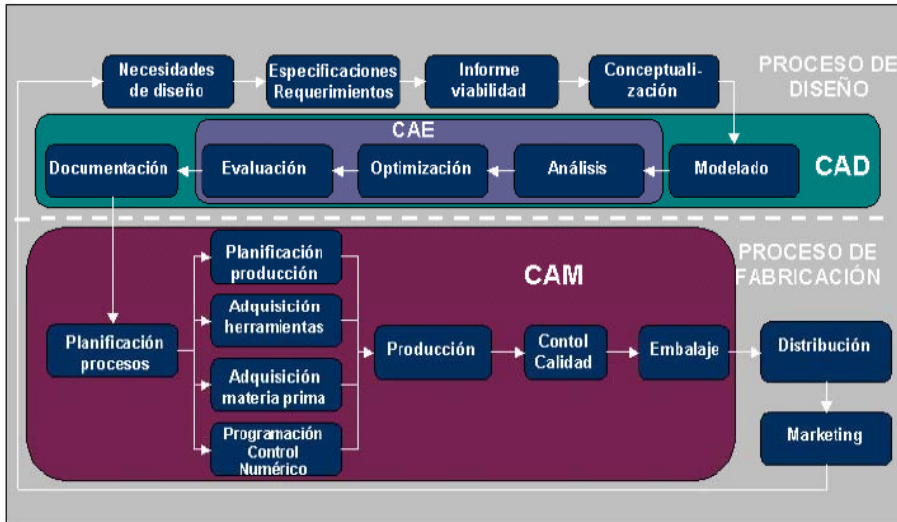 Necesidades
de diseño
Especificaciones
Requerimientos
Informe
viabilidad
Conceptuali-
zación
PROCESO DE
DISEÑO
CAE
Documentación
Evaluación
Optimización
Análisis
Modelado
CAD
PROCESO DE
FABRICACIÓN
CAM
Planificación
procesos
Planificación
producción
Adquisición
herramientas
Adquisición
materia prima
Programación
Control
Numérico
Producción
Contol
Calidad
Embalaje
Distribución
Marketing